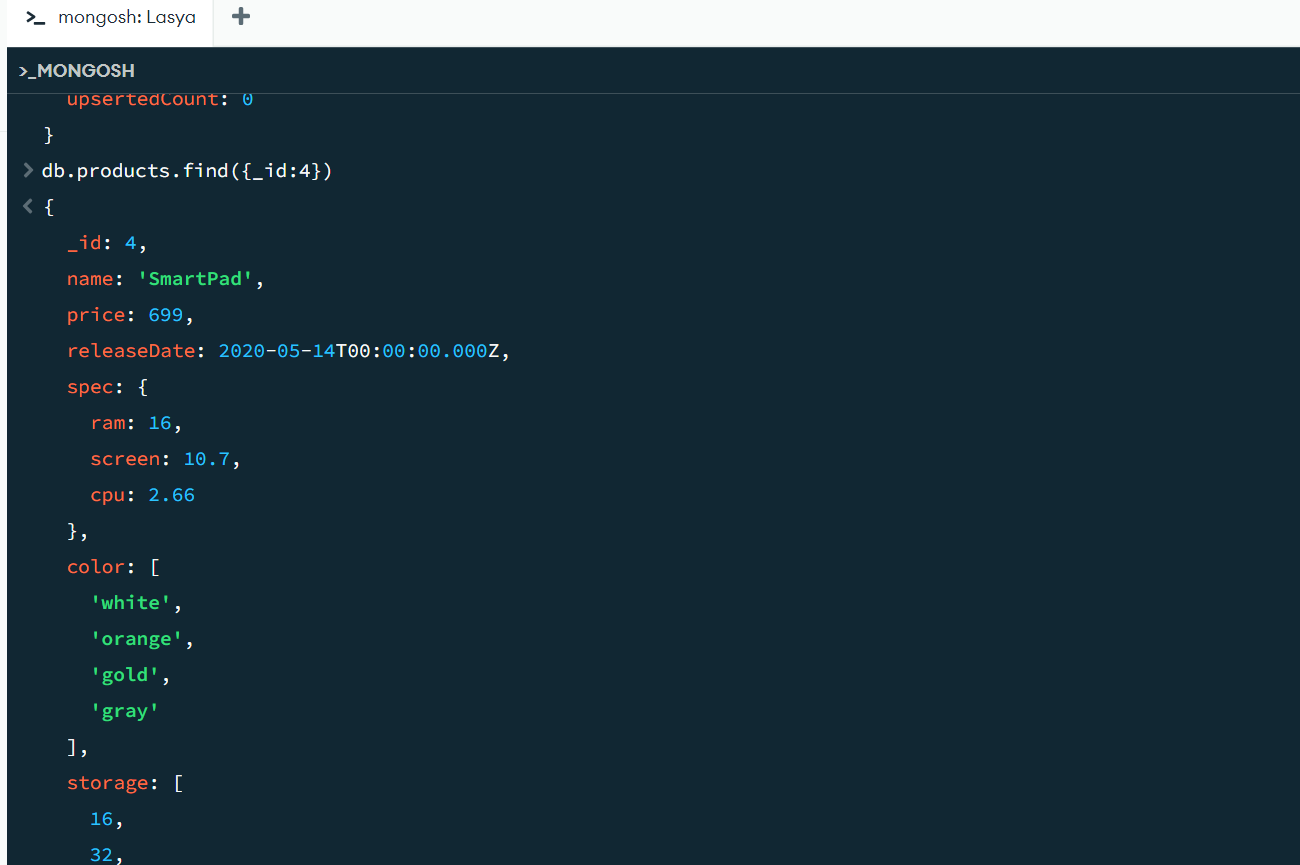 >_ mongosh: Lasya +
>_MONGOSH
upsertedCount: 0
}
> db.products.find({_id:4})
< {
_id: 4,
name: 'SmartPad',
price: 699,
releaseDate: 2020-05-14T00:00:00.000Z,
spec: {
ram: 16,
screen: 10.7,
cpu: 2.66
},
color: [
'white',
'orange',
'gold',
'gray'
],
storage: [
16,
32,